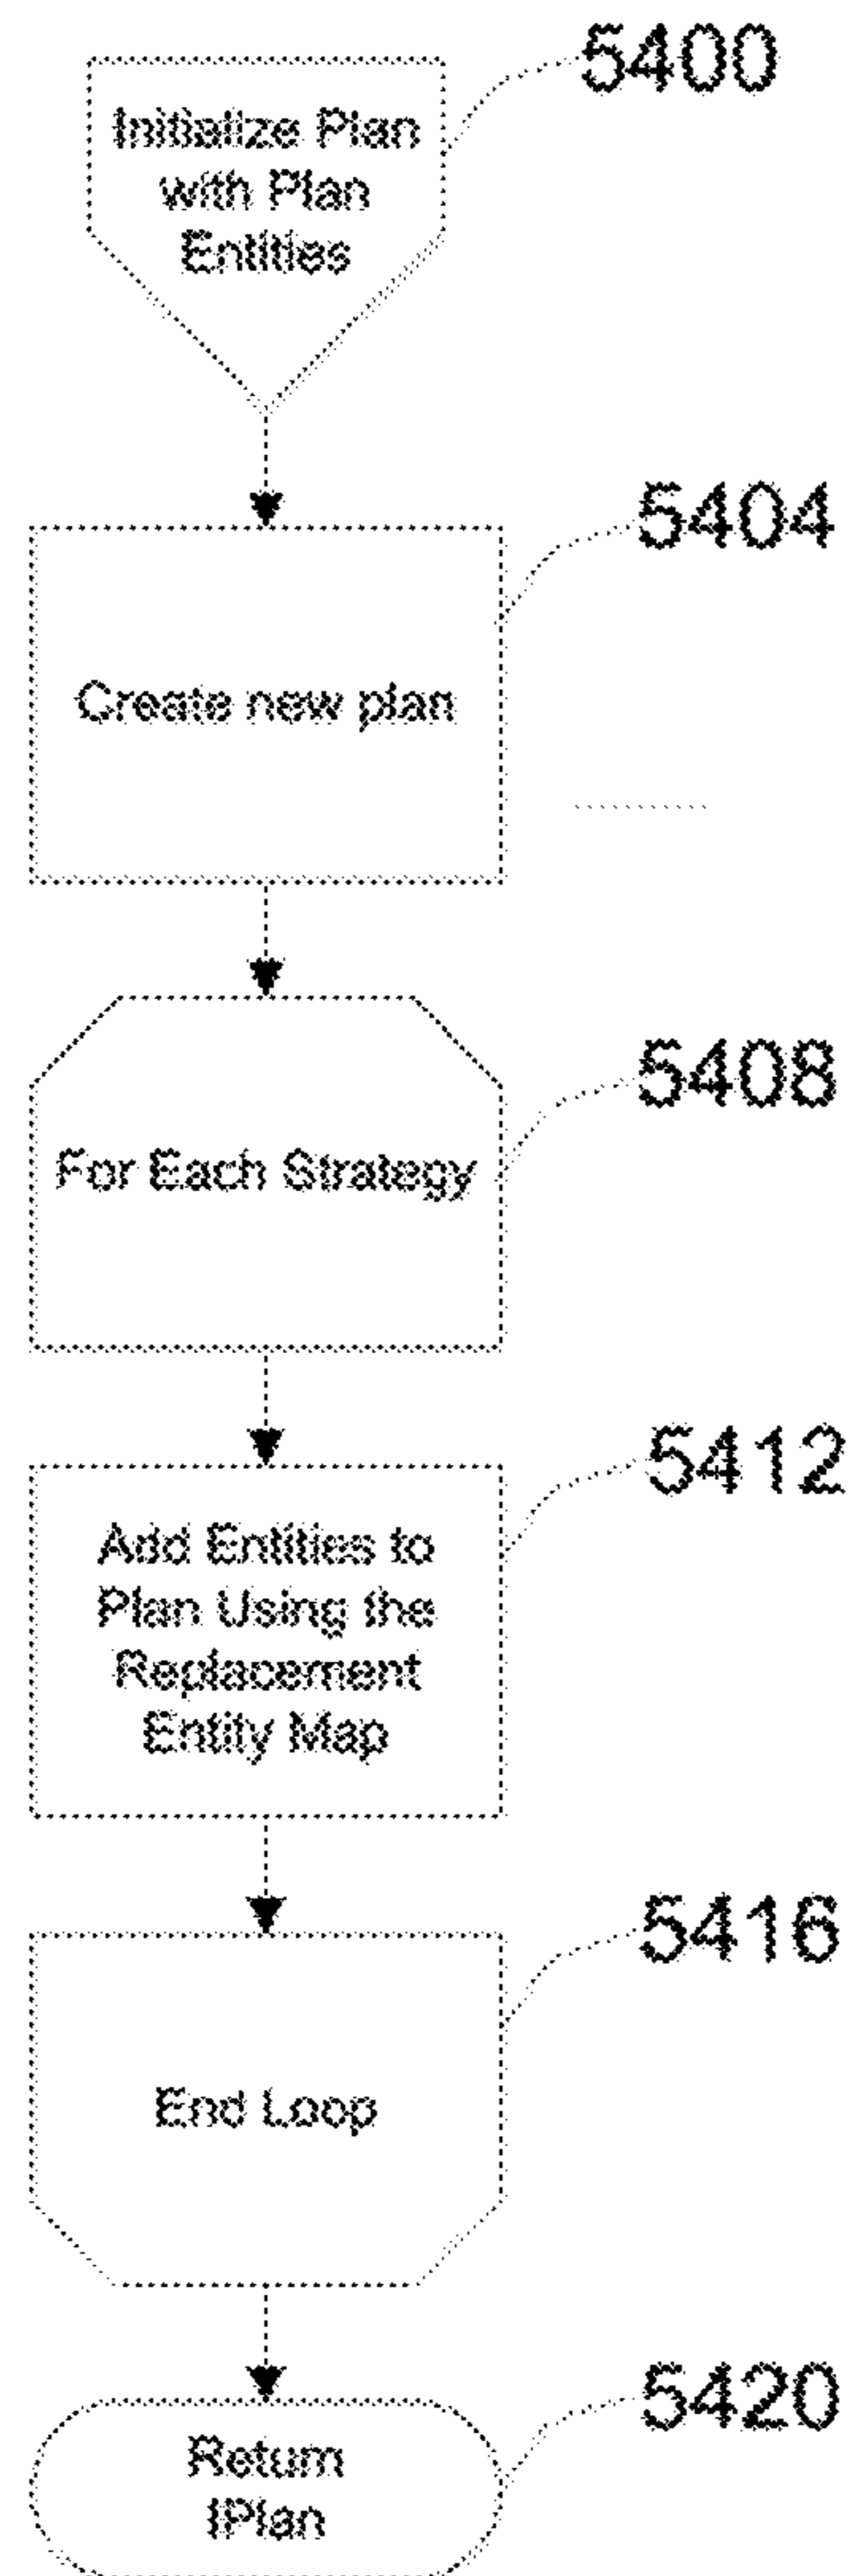 5400
Initialize Plan
with Plan
Entities
5404
Create new plan
5408
For Each Strategy
5412
Add Entities to
Plan Using the
Replacement
Entity Map
5416
End Loop
5420
Return
IPlan